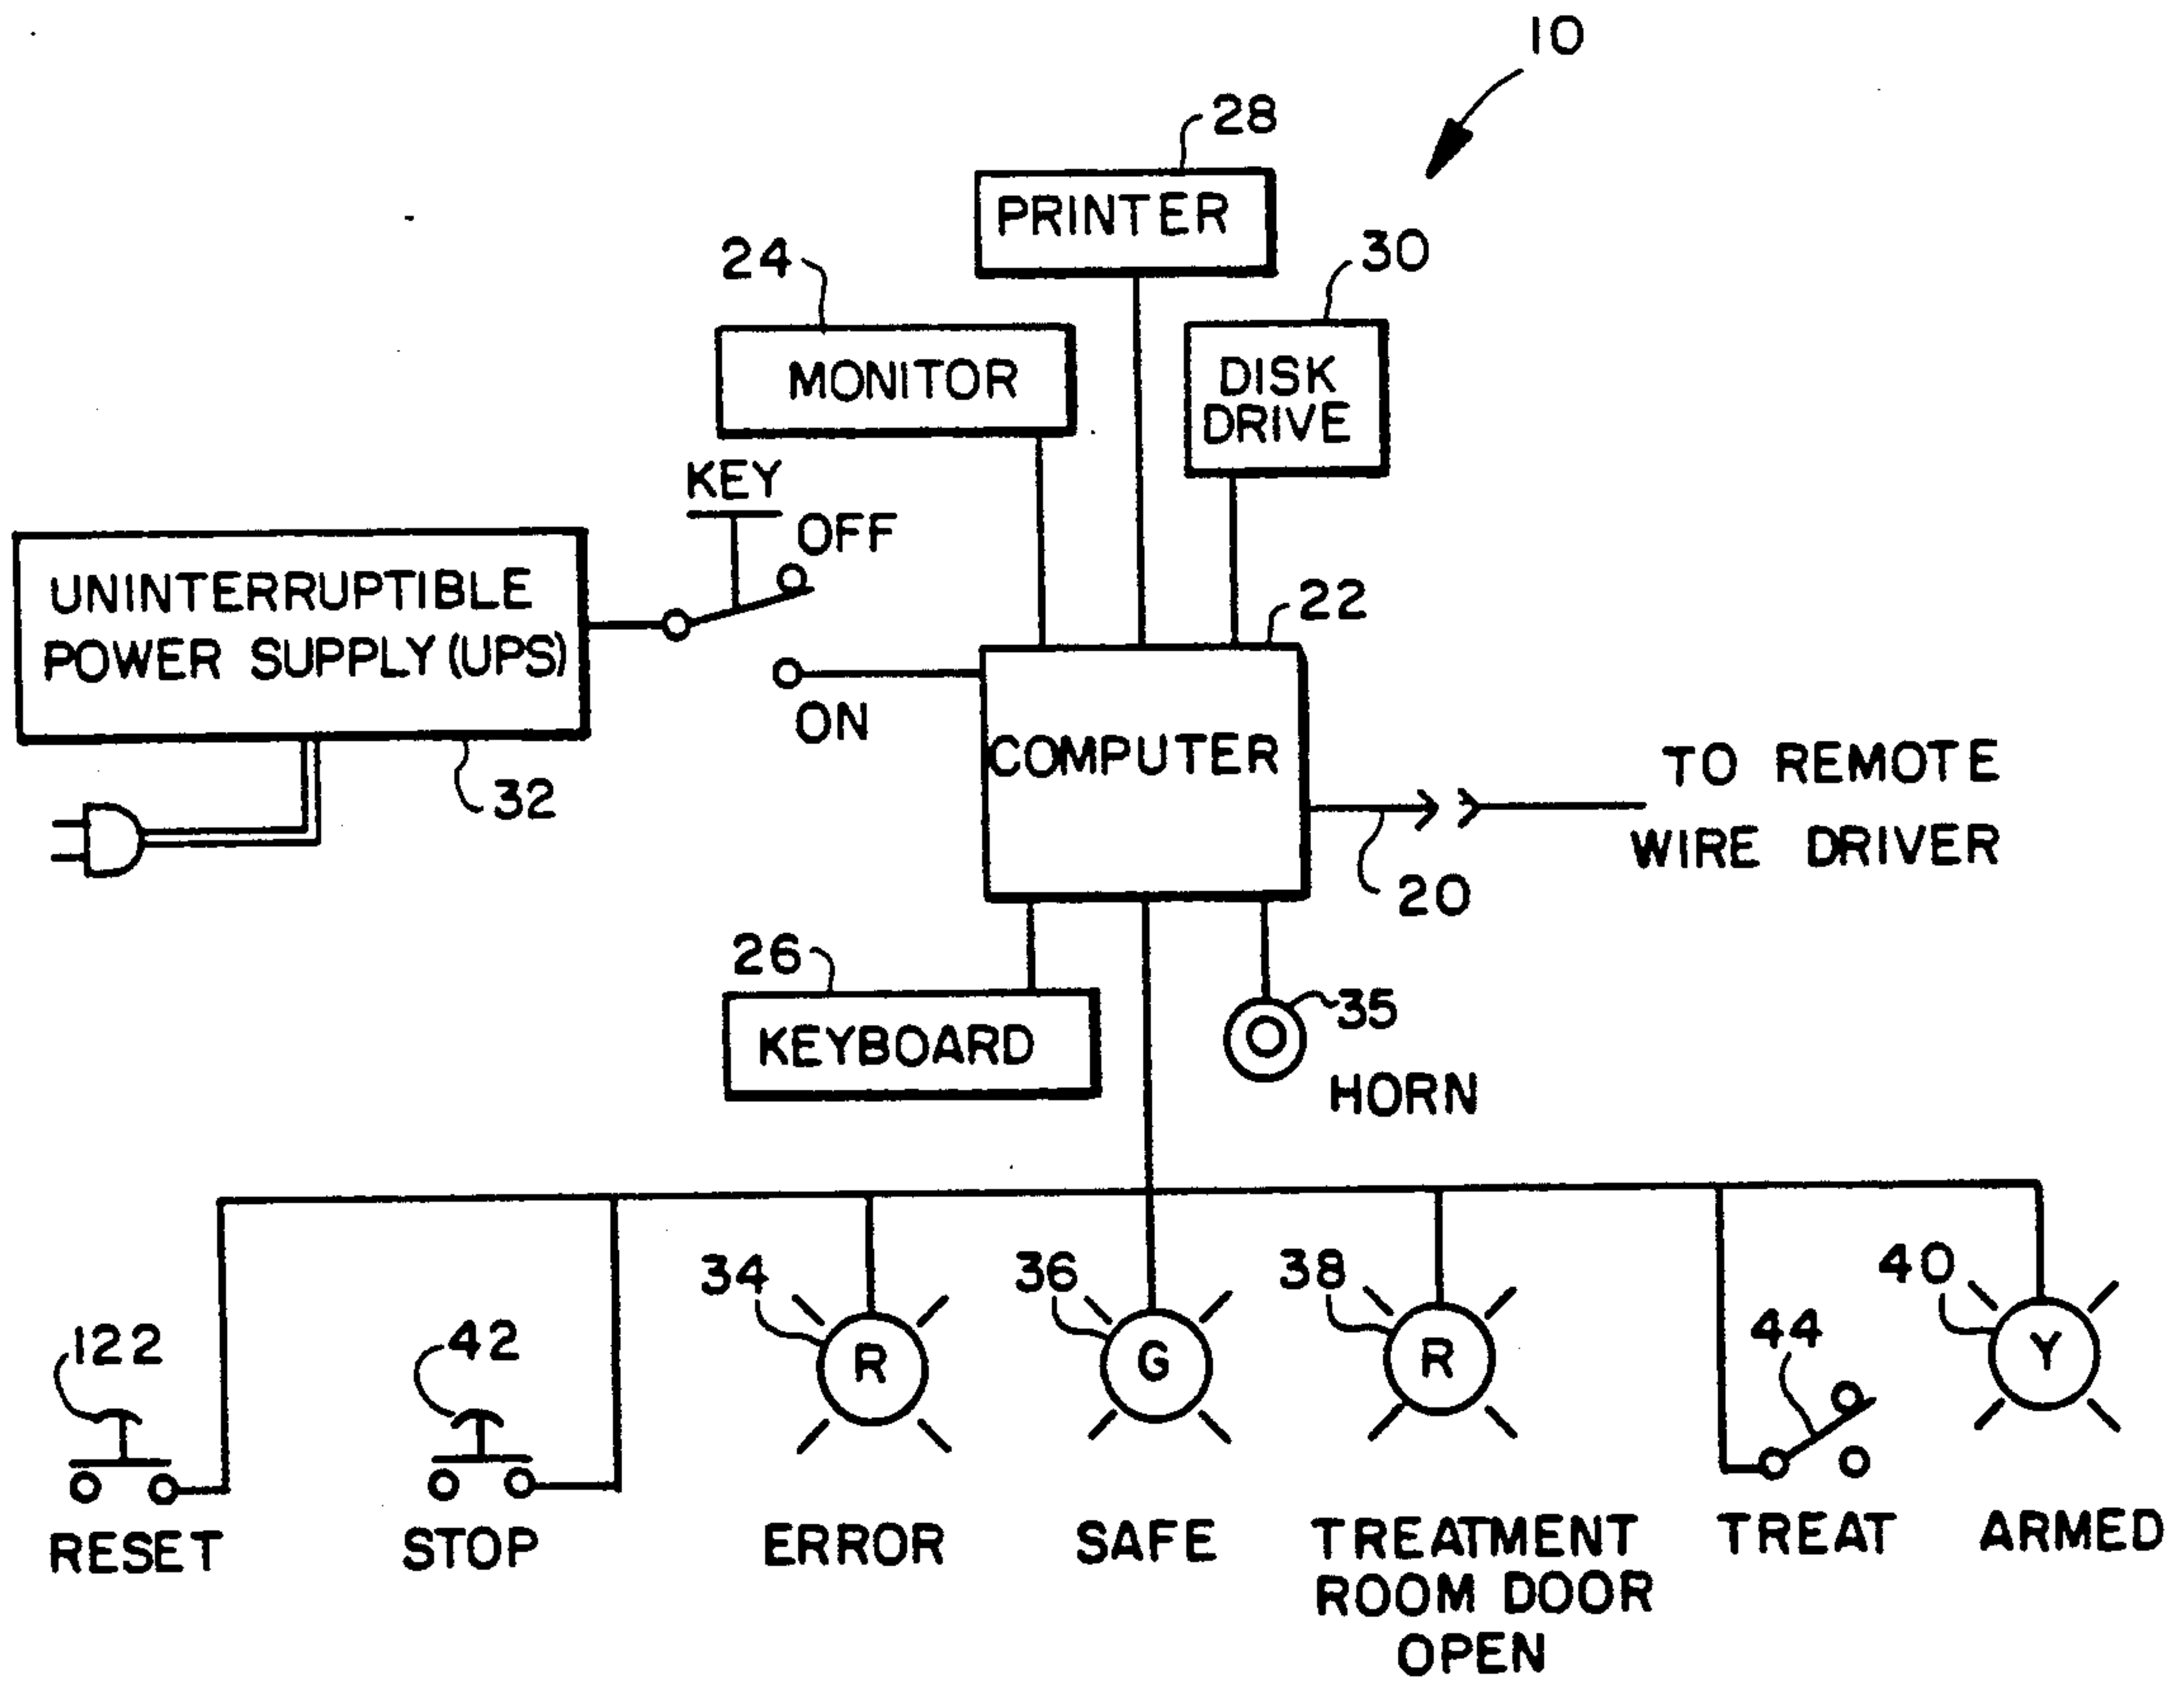 10
28
PRINTER
24
30
MONITOR
DISK
DRIVE
KEY
OFF
UNINTERRUPTIBLE
POWER SUPPLY (UPS)
22
ON
COMPUTER
TO REMOTE
WIRE DRIVER
32
20
26
KEYBOARD
35
HORN
34
36
38
40
122
42
44
R
G
R
Y
RESET
STOP
ERROR
SAFE
TREATMENT
ROOM DOOR
OPEN
TREAT
ARMED